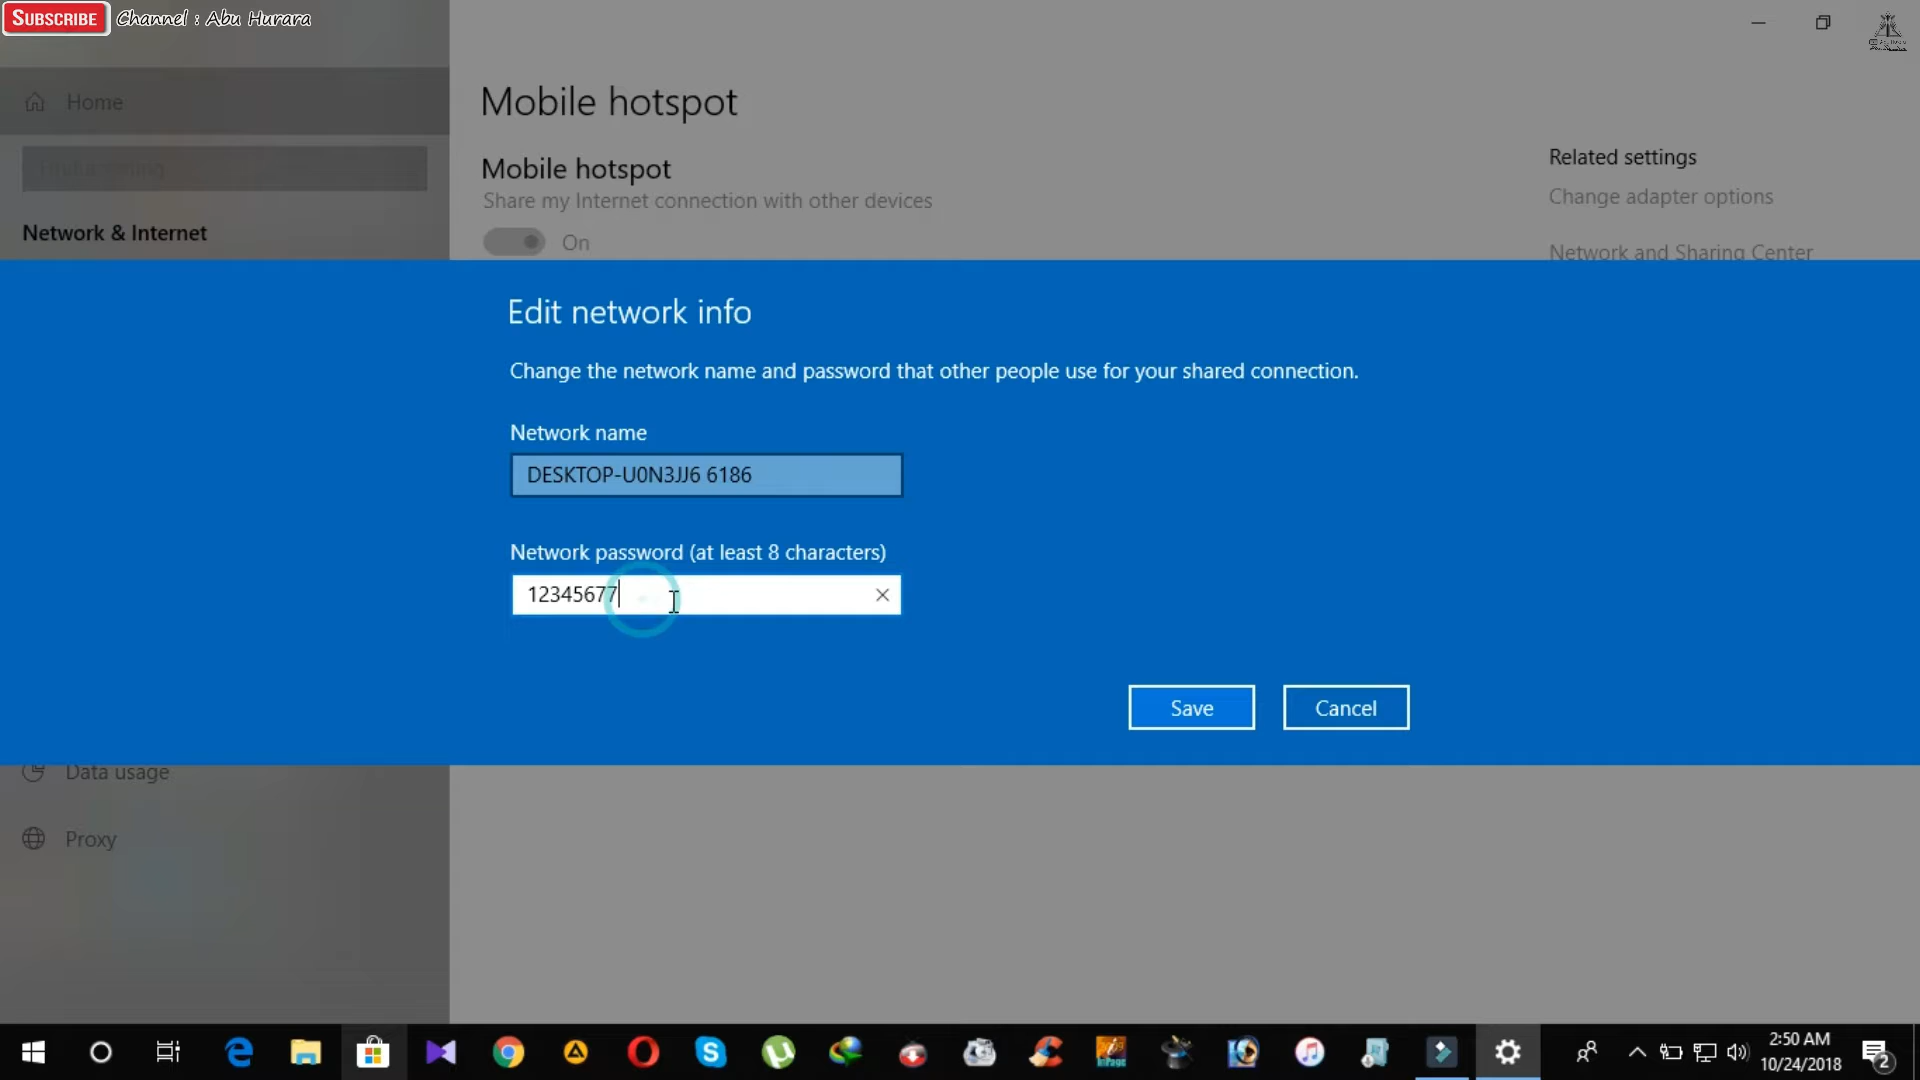 SUBSCRIBE Channel : Abu Hurara
Home
Mobile hotspot
Mobile hotspot
Share my Internet connection with other devices
On
Related settings
Change adapter options
Network and Sharing Center
Find a setting
Network & Internet
Edit network info
Change the network name and password that other people use for your shared connection.
Network name
DESKTOP-U0N3JJ6 6186
Network password (at least 8 characters)
12345677
Save
Cancel
Data usage
Proxy
2:50 AM
10/24/2018
2